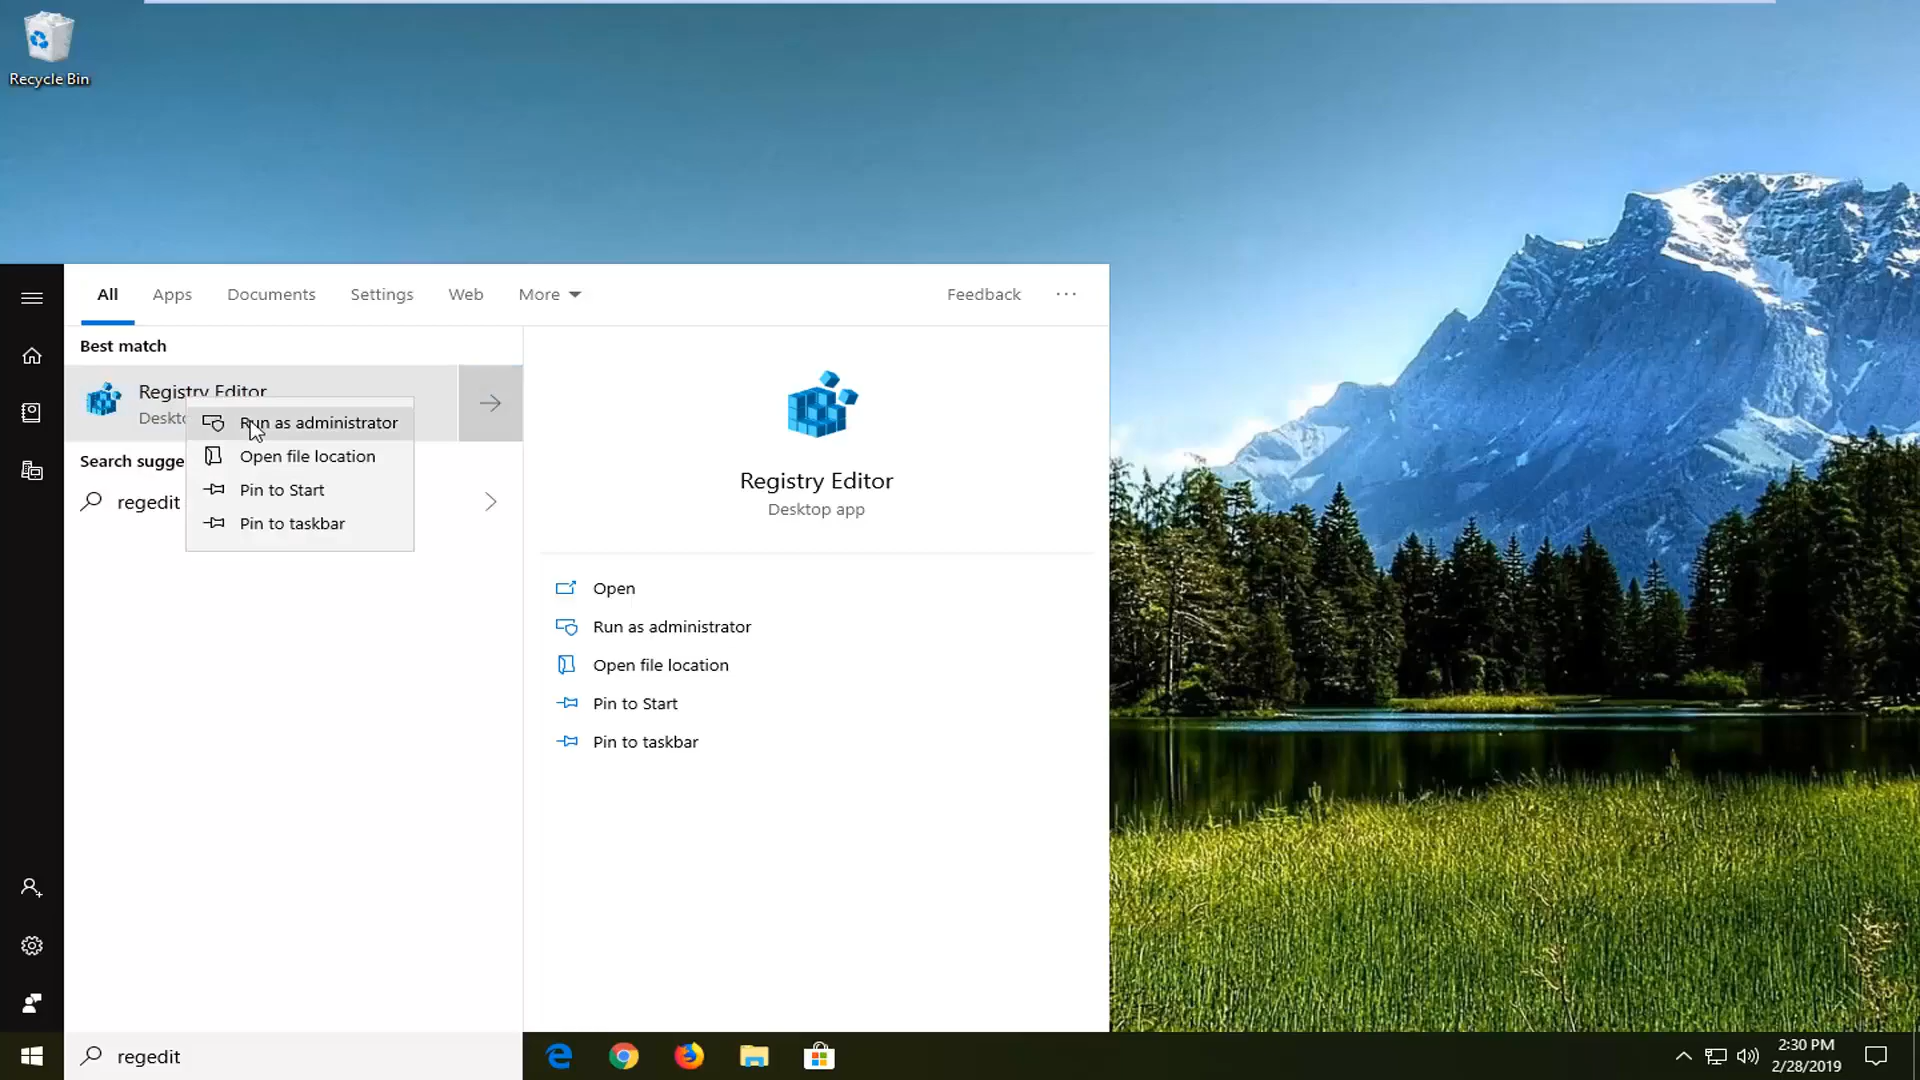 Recycle Bin
All Apps Documents Settings Web More Feedback
Best match
Registry Editor
Run as administrator
Open file location
Search
Pin to Start
regedit
Pin to taskbar
Registry Editor
Desktop app
Open
Run as administrator
Open file location
Pin to Start
Pin to taskbar
regedit
2:30 PM
2/28/2019